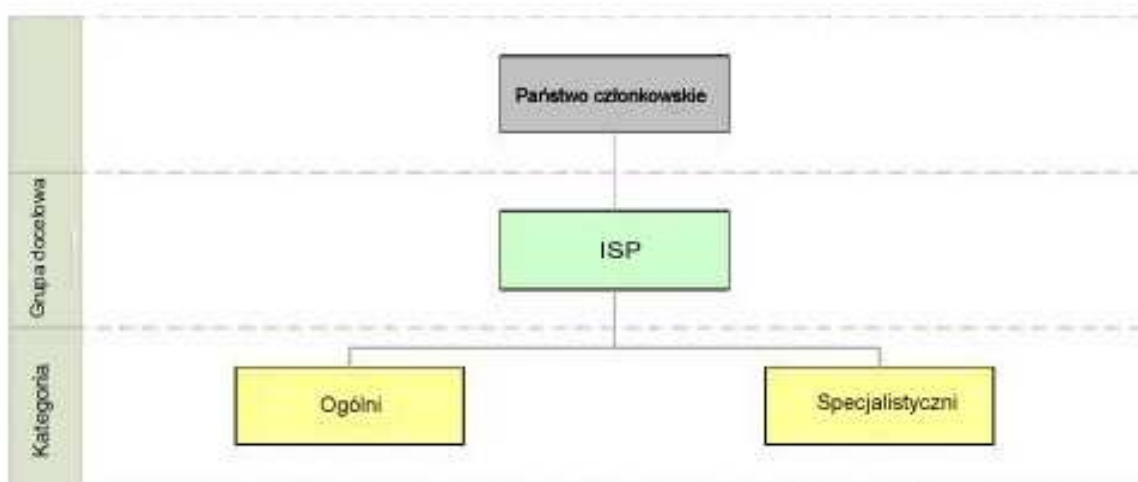 Państwo członkowskie
Grupa docelowa
ISP
Kategoria
Ogólni
Specjalistyczni